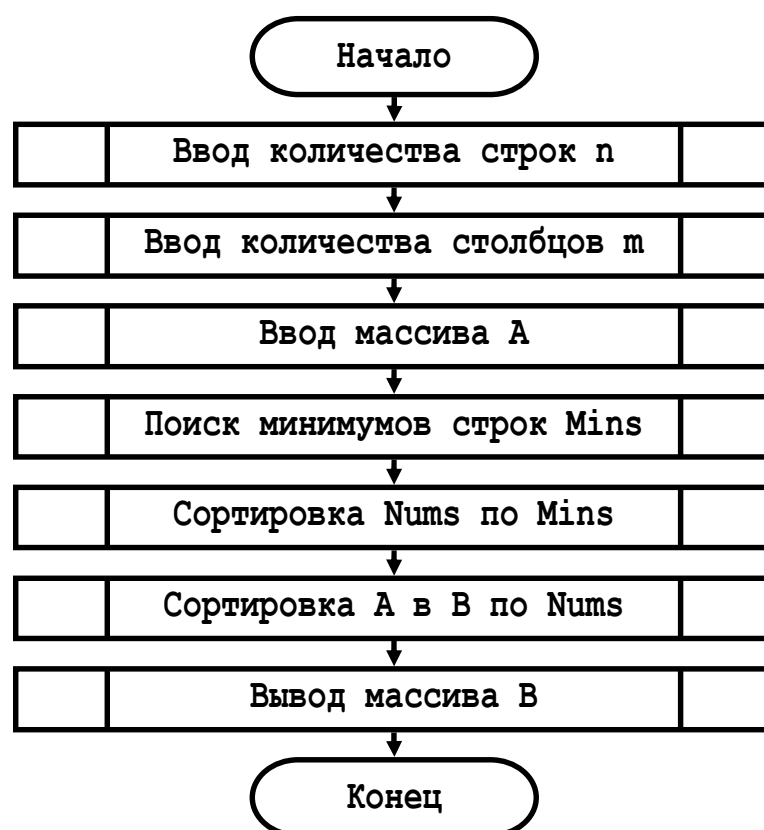 Начало
Ввод количества строк n
Ввод количества столбцов m
Ввод массива A
Поиск минимумов строк Mins
Сортировка Nums по Mins
Сортировка A в B по Nums
Вывод массива B
Конец